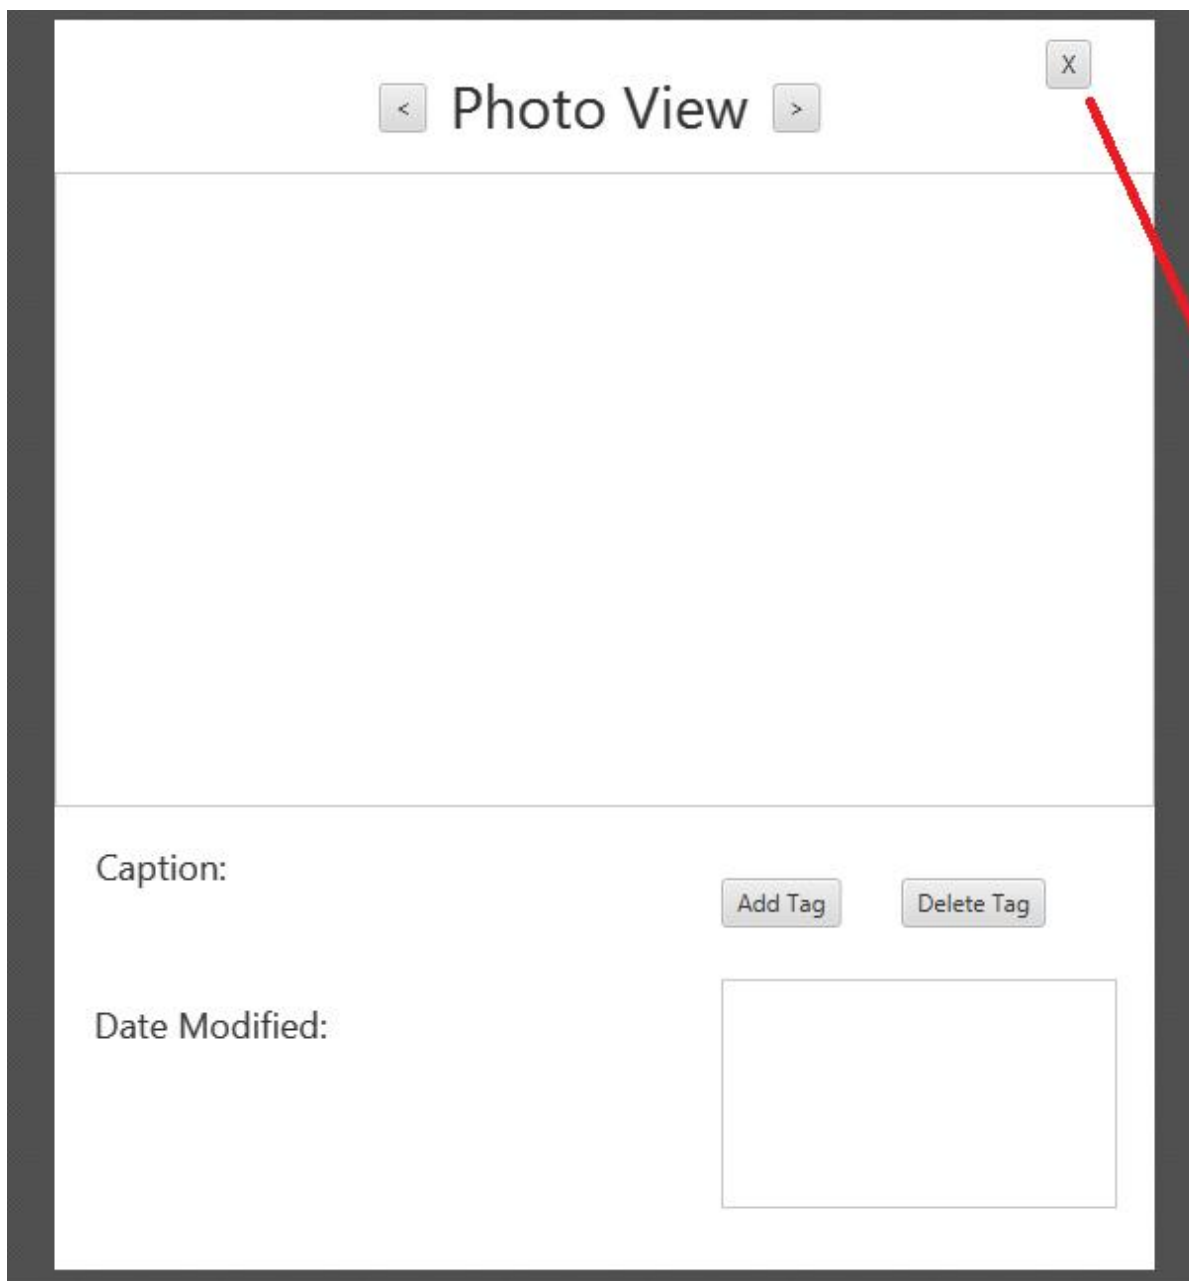 X
< Photo View >
Caption:
Add Tag Delete Tag
Date Modified: